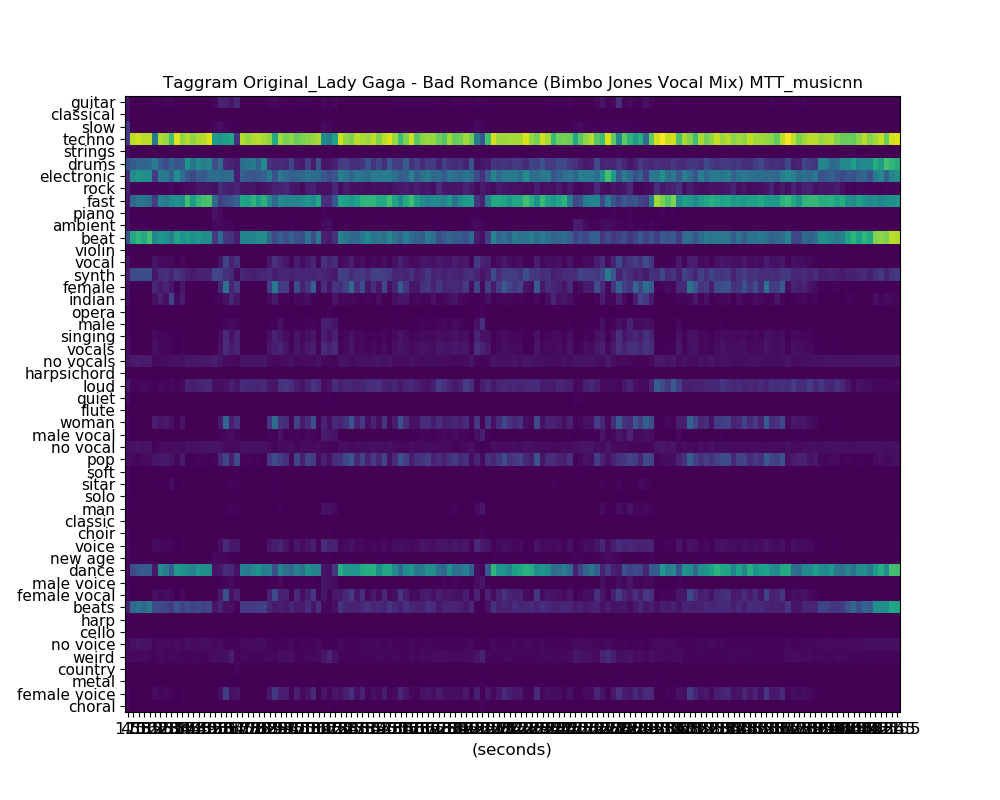 Taggram Original_Lady Gaga - Bad Romance (Bimbo Jones Vocal Mix) MTT_musicnn
guitar
classical
slow
techno
strings
drums
electronic
rock
fast
piano
ambient
beat
violin
vocal
synth
female
indian
opera
male
singing
vocals
no vocals
harpsichord
loud
quiet
flute
woman
male vocal
no vocal
pop
soft
sitar
solo
man
classic
choir
voice
new age
dance
male voice
female vocal
beats
harp
cello
no voice
weird
country
metal
female voice
choral
(seconds)